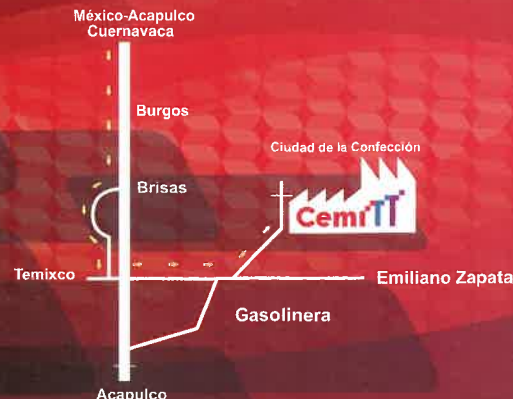 México-Acapulco
Cuernavaca
Burgos
Ciudad de la Confección
Brisas
CemiTT
Temixco
Emiliano Zapata
Gasolinera
Acapulco